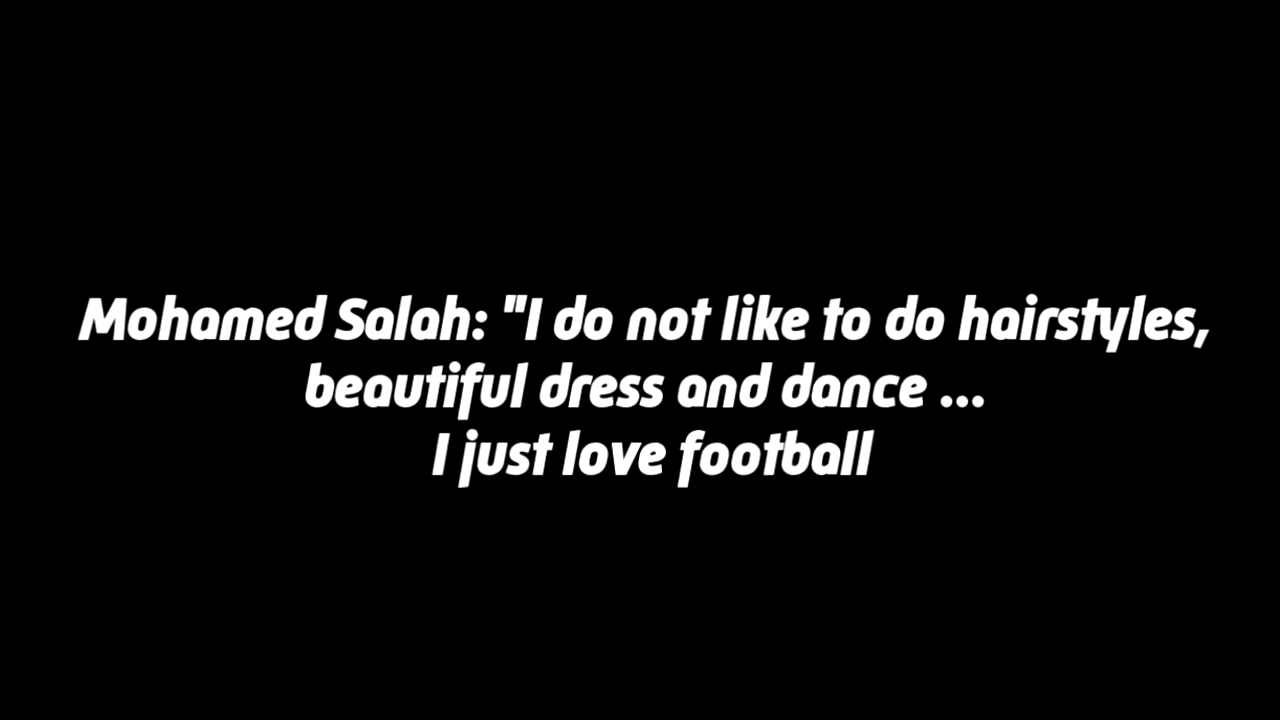 Mohamed Salah: "I do not like to do hairstyles,
beautiful dress and dance ...
I just love football